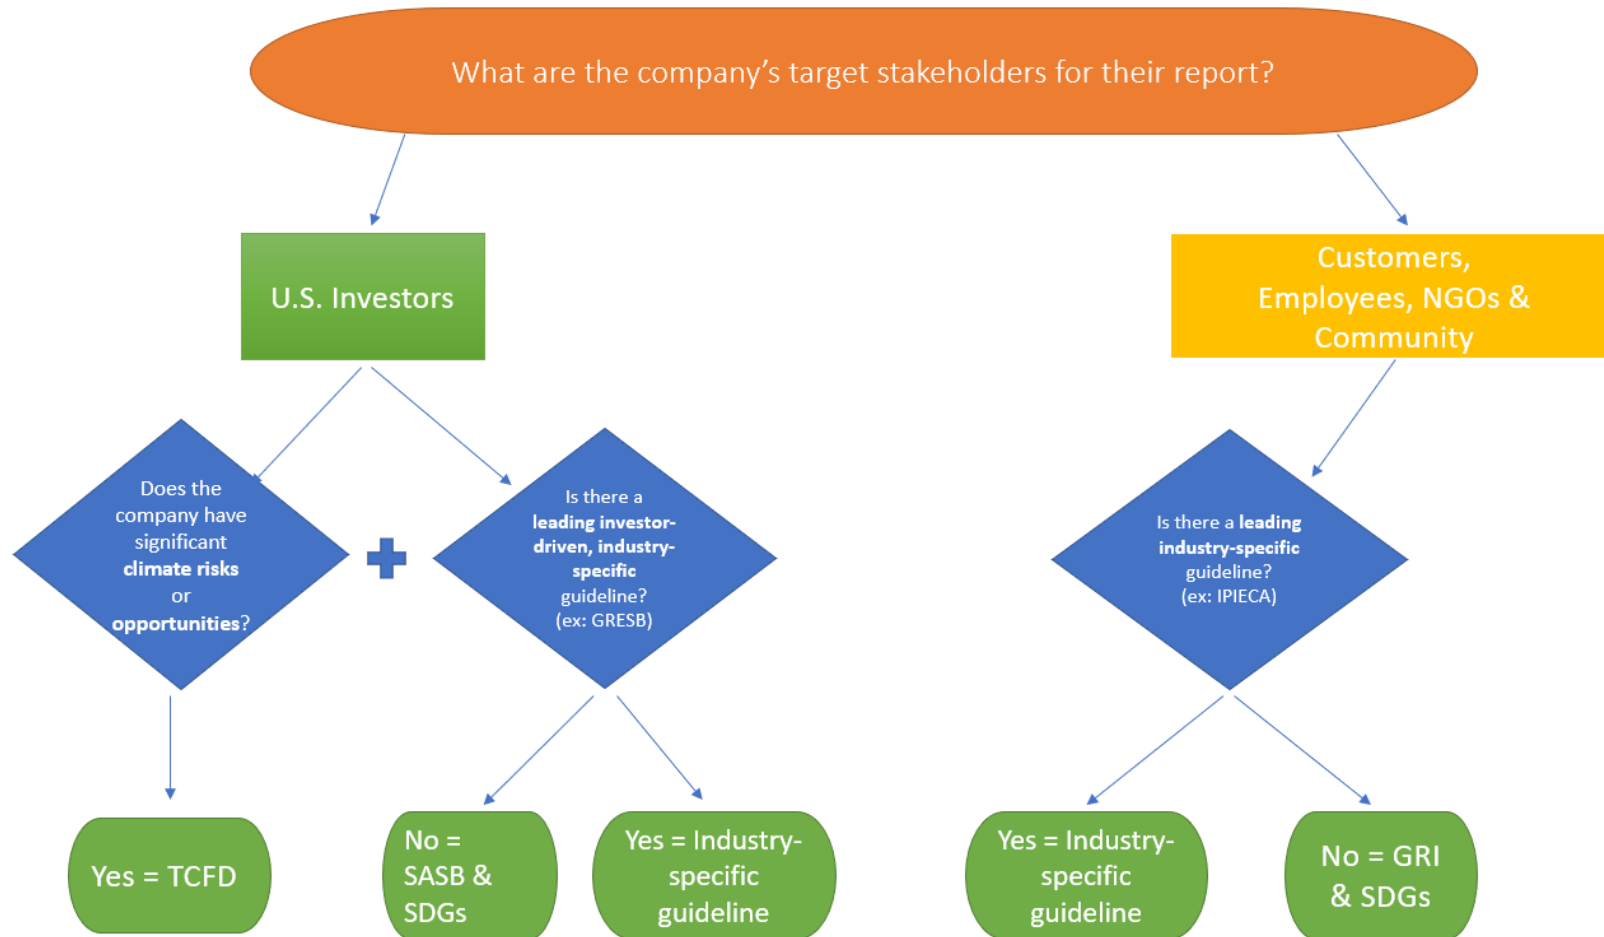 What are the company's target stakeholders for their report?
U.S. Investors
Customers,
Employees, NGOs &
Community
Does the
company have
significant
climate risks
or
opportunities?
Is there a
leading investor-
driven, industry-
specific
guideline?
(ex: GRESB)
Is there a leading
industry-specific
guideline?
(ex: IPIECA)
Yes = TCFD
No =
SASB &
SDGs
Yes = Industry-
specific
guideline
Yes = Industry-
specific
guideline
No = GRI
& SDGs